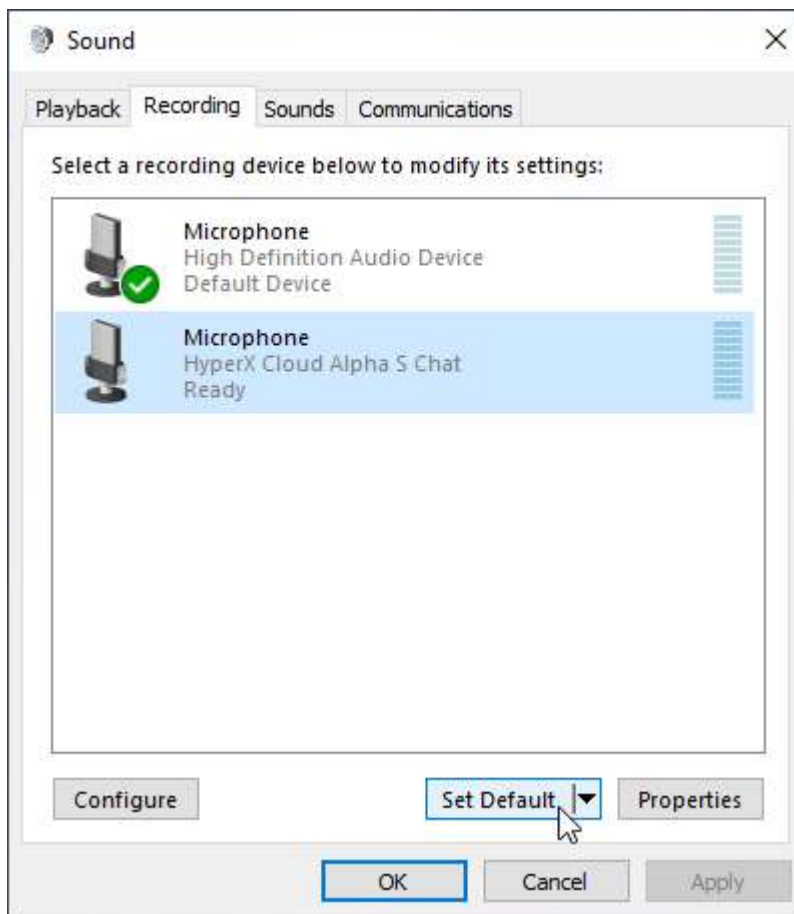 Sound
Playback Recording Sounds Communications
Select a recording device below to modify its settings:
Microphone
High Definition Audio Device
Default Device
Microphone
HyperX Cloud Alpha S Chat
Ready
Configure Set Default Properties
OK Cancel Apply